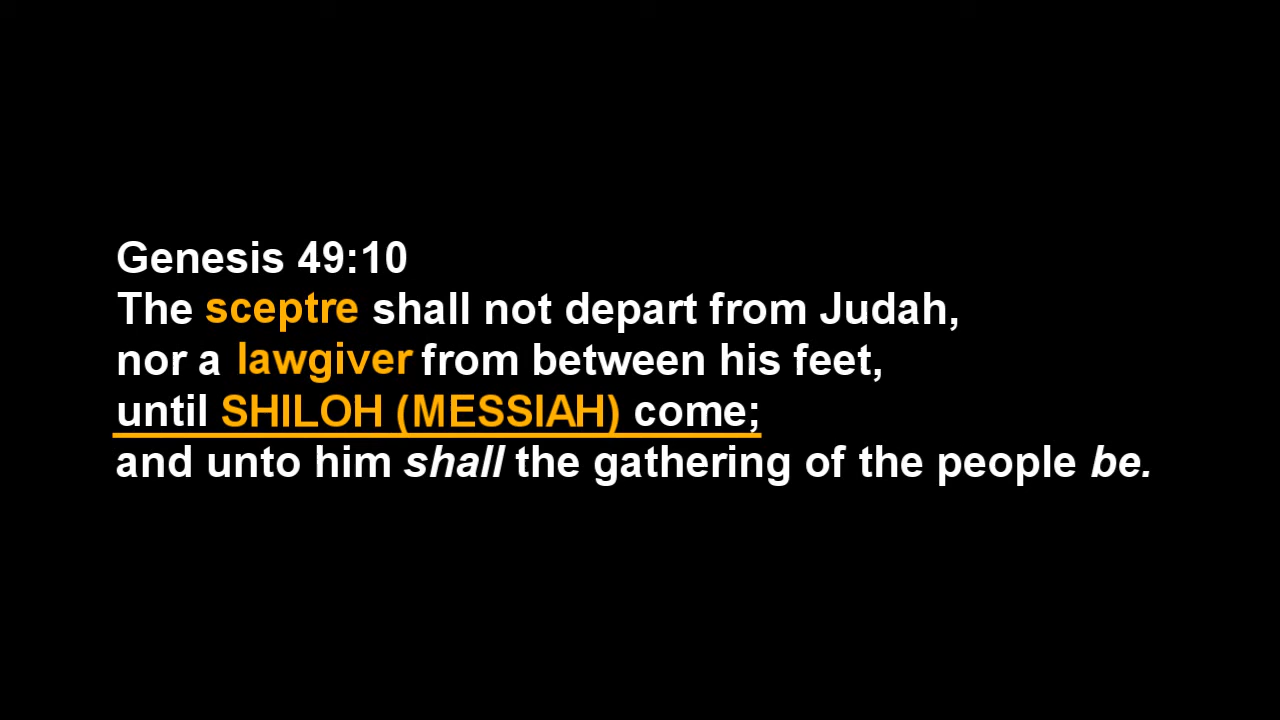 Genesis 49:10
The sceptre shall not depart from Judah,
nor a lawgiver from between his feet,
until SHILOH (MESSIAH) come;
and unto him shall the gathering of the people be.